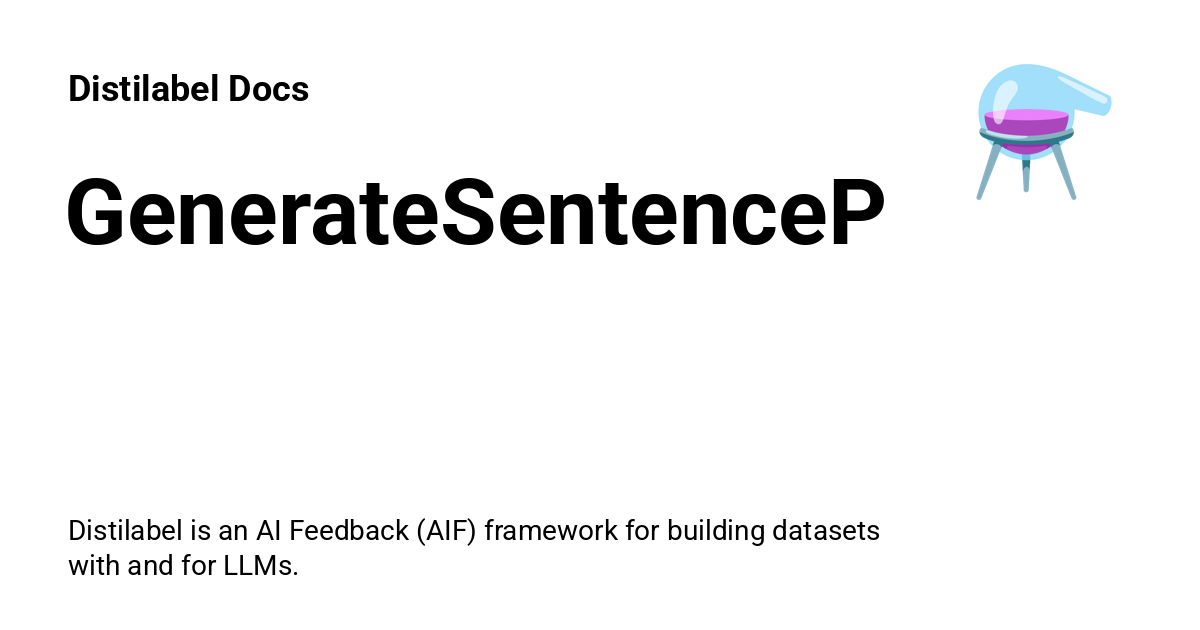 Distilabel Docs
GenerateSentenceP
Distilabel is an AI Feedback (AIF) framework for building datasets
with and for LLMs.